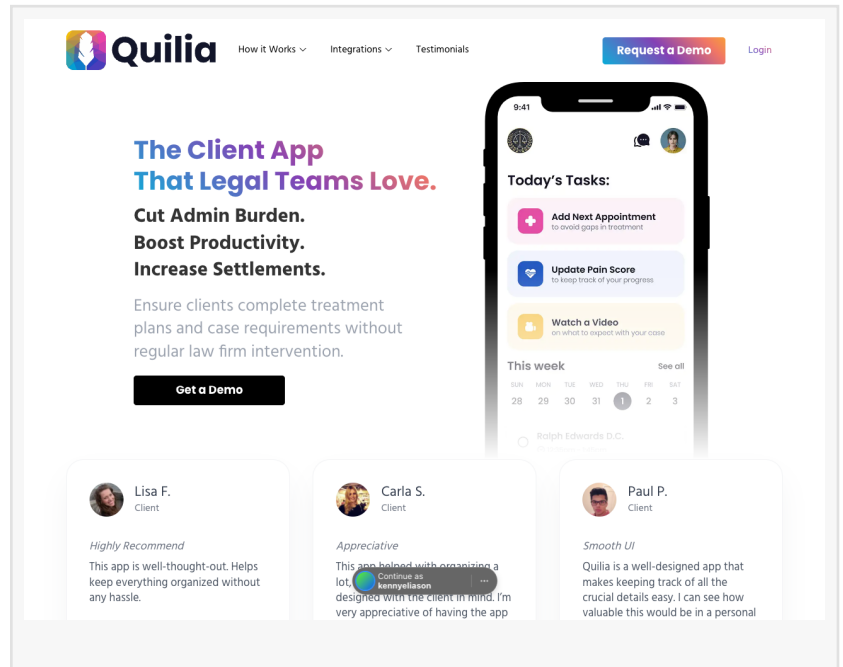 Quilia
How it Works
Integrations
Testimonials
Request a Demo
Login
The Client App
That Legal Teams Love.
Cut Admin Burden.
Boost Productivity.
Increase Settlements.
Ensure clients complete treatment
plans and case requirements without
regular law firm intervention.
Get a Demo
9:41
Today's Tasks:
Add Next Appointment
to avoid gaps in treatment
Update Pain Score
to keep track of your progress
Watch a Video
on what to expect with your case
This week See all
SUN MON TUE WED THU FRI SAT
28 29 30 31 1 2 3
Ralph Edwards D.C.
Lisa F.
Client
Highly Recommend
This app is well-thought-out. Helps
keep everything organized without
any hassle.
Carla S.
Client
Appreciative
This app helped with organizing a
lot,
designed with the client in mind. I'm
very appreciative of having the app
Continue as
kennyeliason
Paul P.
Client
Smooth UI
Quilia is a well-designed app that
makes keeping track of all the
crucial details easy. I can see how
valuable this would be in a personal